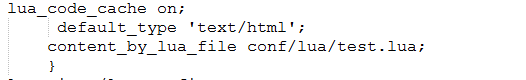 lua_code_cache on;
default_type 'text/html';
content_by_lua_file conf/lua/test.lua;
}